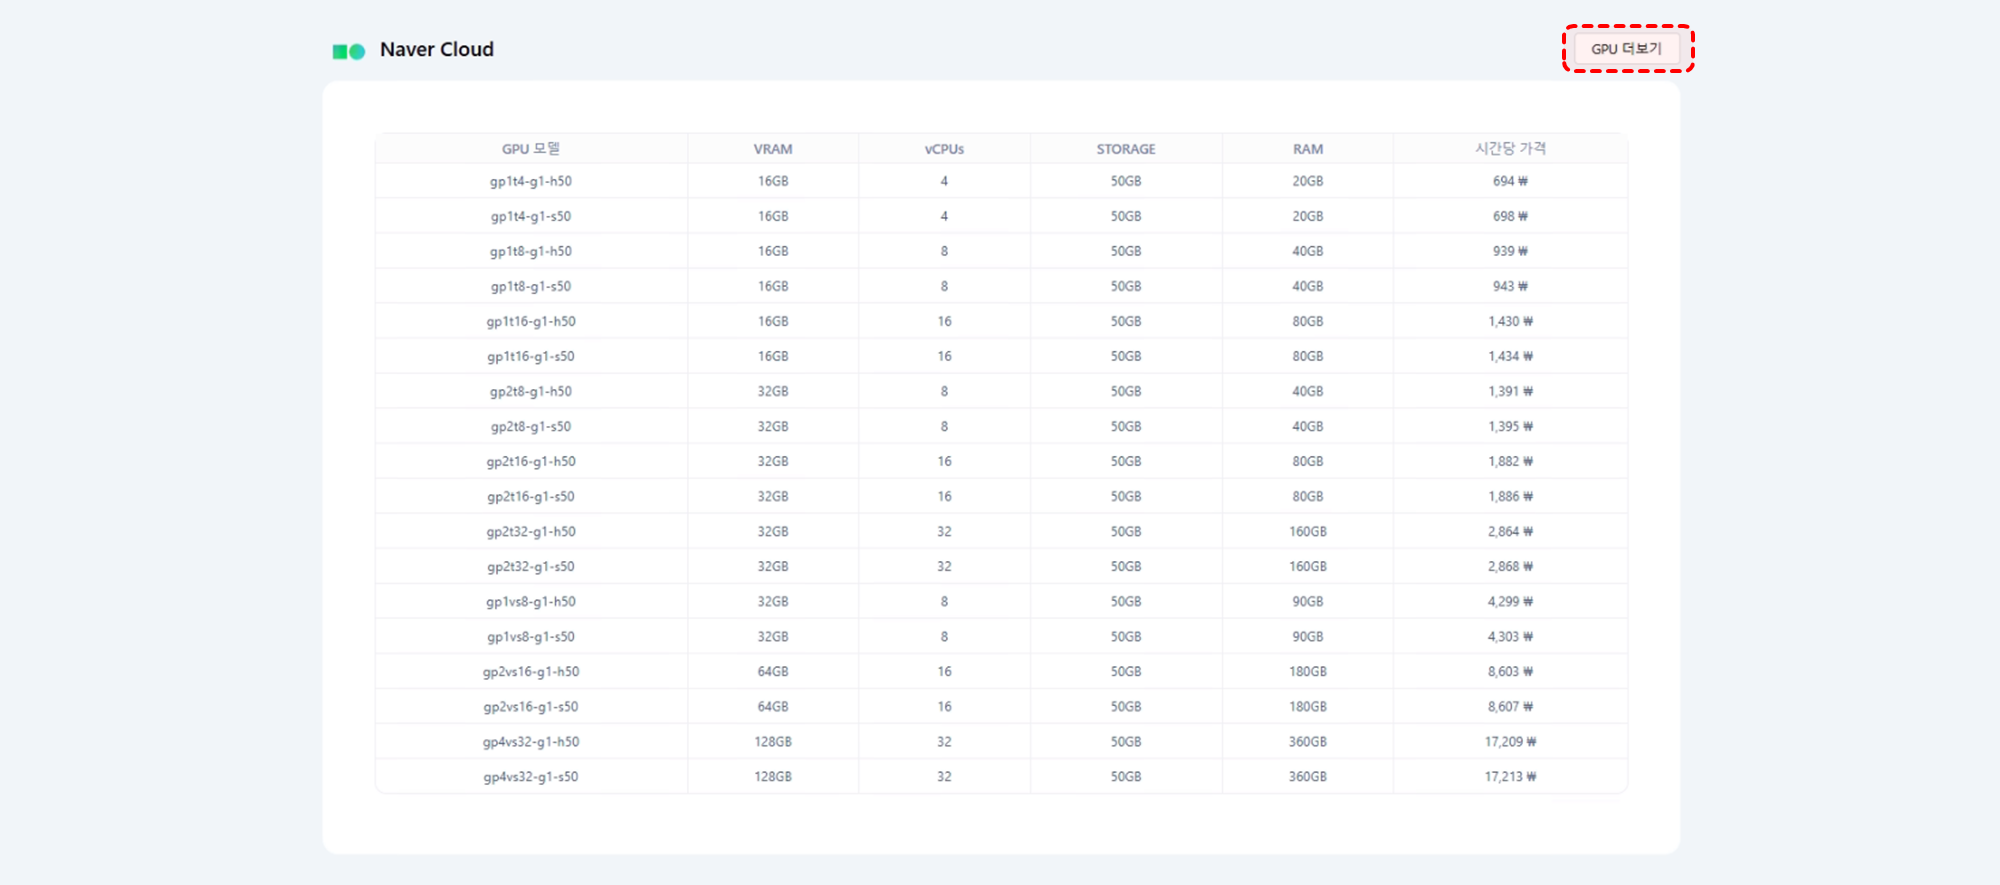 Naver Cloud
GPU 더보기
GPU 모델 VRAM vCPUs STORAGE RAM 시간당 가격
gp1t4-g1-h50 16GB 4 50GB 20GB 694 ₩
gp1t4-g1-s50 16GB 4 50GB 20GB 698 ₩
gp1t8-g1-h50 16GB 8 50GB 40GB 939 ₩
gp1t8-g1-s50 16GB 8 50GB 40GB 943 ₩
gp1t16-g1-h50 16GB 16 50GB 80GB 1,430 ₩
gp1t16-g1-s50 16GB 16 50GB 80GB 1,434 ₩
gp2t8-g1-h50 32GB 8 50GB 40GB 1,391 ₩
gp2t8-g1-s50 32GB 8 50GB 40GB 1,395 ₩
gp2t16-g1-h50 32GB 16 50GB 80GB 1,882 ₩
gp2t16-g1-s50 32GB 16 50GB 80GB 1,886 ₩
gp2t32-g1-h50 32GB 32 50GB 160GB 2,864 ₩
gp2t32-g1-s50 32GB 32 50GB 160GB 2,868 ₩
gp1vs8-g1-h50 32GB 8 50GB 90GB 4,299 ₩
gp1vs8-g1-s50 32GB 8 50GB 90GB 4,303 ₩
gp2vs16-g1-h50 64GB 16 50GB 180GB 8,603 ₩
gp2vs16-g1-s50 64GB 16 50GB 180GB 8,607 ₩
gp4vs32-g1-h50 128GB 32 50GB 360GB 17,209 ₩
gp4vs32-g1-s50 128GB 32 50GB 360GB 17,213 ₩